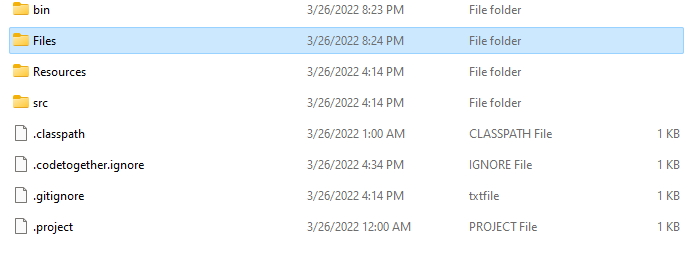 bin 3/26/2022 8:23 PM File folder
Files 3/26/2022 8:24 PM File folder
Resources 3/26/2022 4:14 PM File folder
src 3/26/2022 4:14 PM File folder
.classpath 3/26/2022 1:00 AM CLASSPATH File 1 KB
.codetogether.ignore 3/26/2022 4:34 PM IGNORE File 1 KB
.gitignore 3/26/2022 4:14 PM txtfile 1 KB
.project 3/26/2022 12:00 AM PROJECT File 1 KB